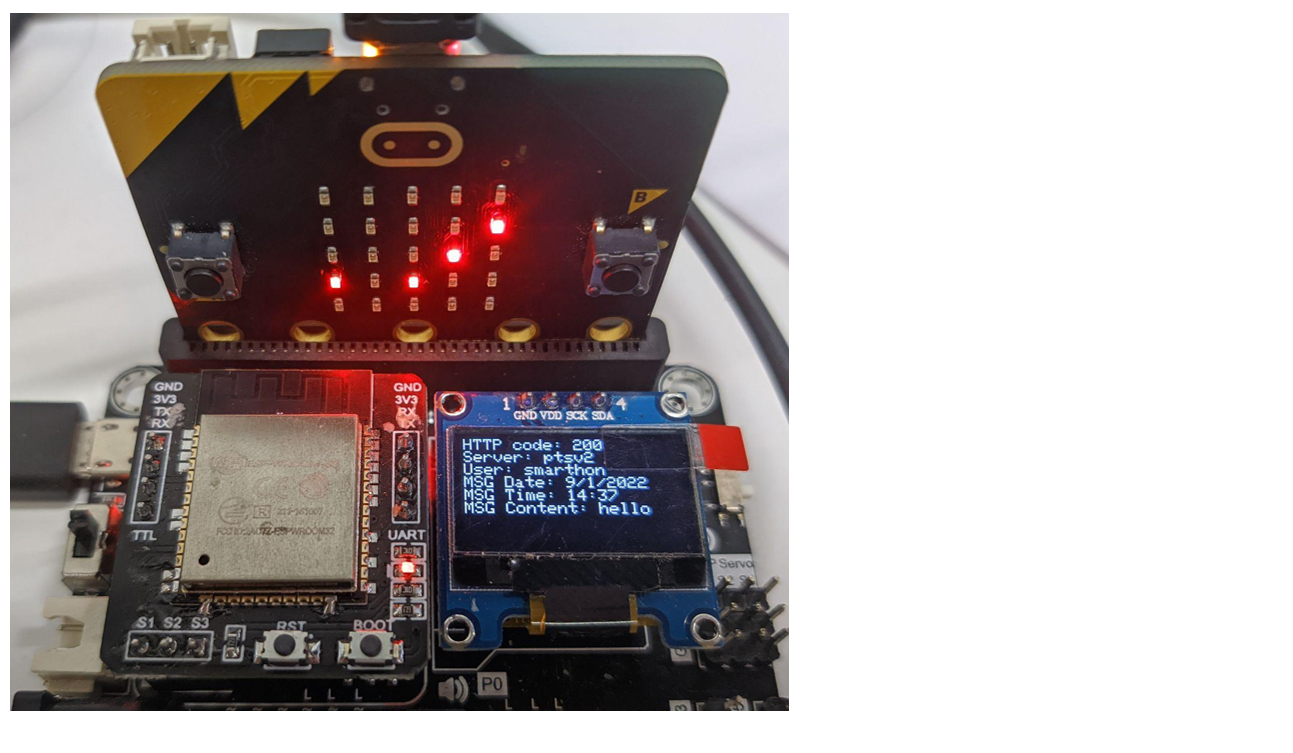 B
GND
3V3
TX
RX
GND
3V3
RX
TX
1
4
GND VDD SCK SDA
HTTP code: 200
Server: ptsv2
User: smarthon
MSG Date: 9/1/2022
MSG Time: 14:37
MSG Content: hello
TTL
UART
R
211-161007
P Servo
S1 S2 S3
RST
BOOT
P0
L L L
L L L